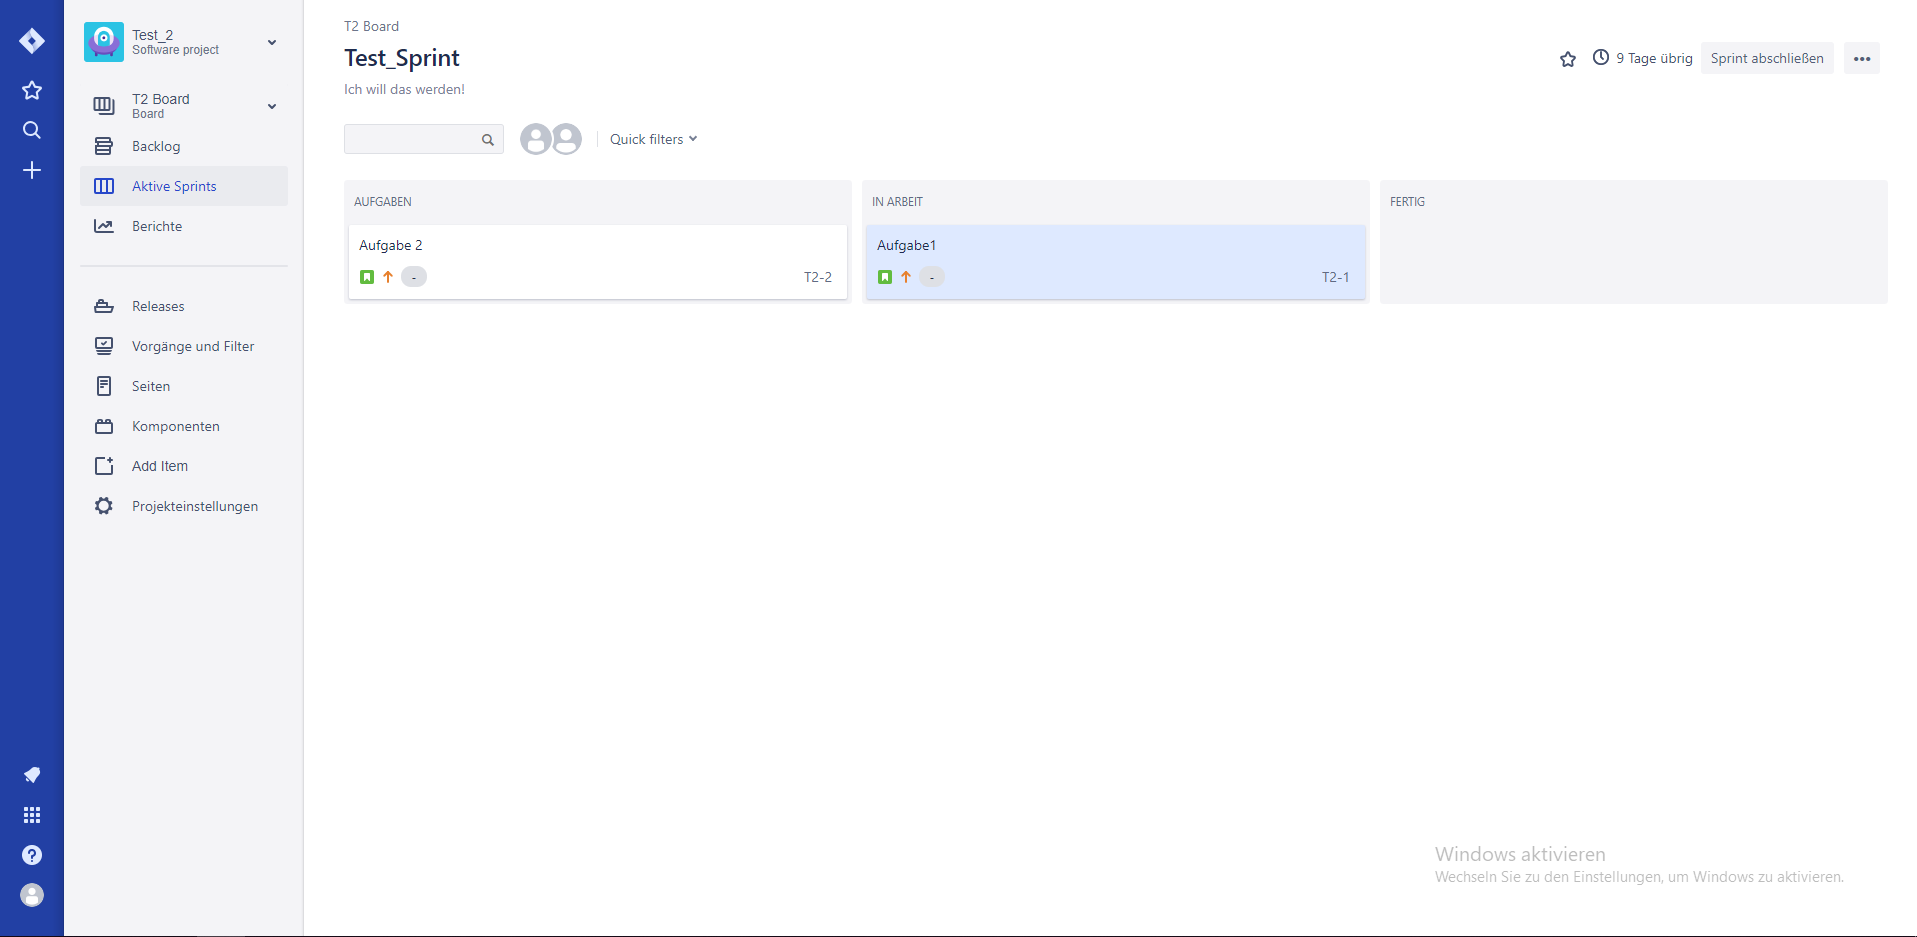 Test_2
Software project
T2 Board
Board
Backlog
Aktive Sprints
Berichte
Releases
Vorgänge und Filter
Seiten
Komponenten
Add Item
Projekteinstellungen
T2 Board
Test_Sprint
Ich will das werden!
9 Tage übrig
Sprint abschließen
Quick filters
AUFGABEN
Aufgabe 2
-
T2-2
IN ARBEIT
Aufgabe1
-
T2-1
FERTIG
Windows aktivieren
Wechseln Sie zu den Einstellungen, um Windows zu aktivieren.